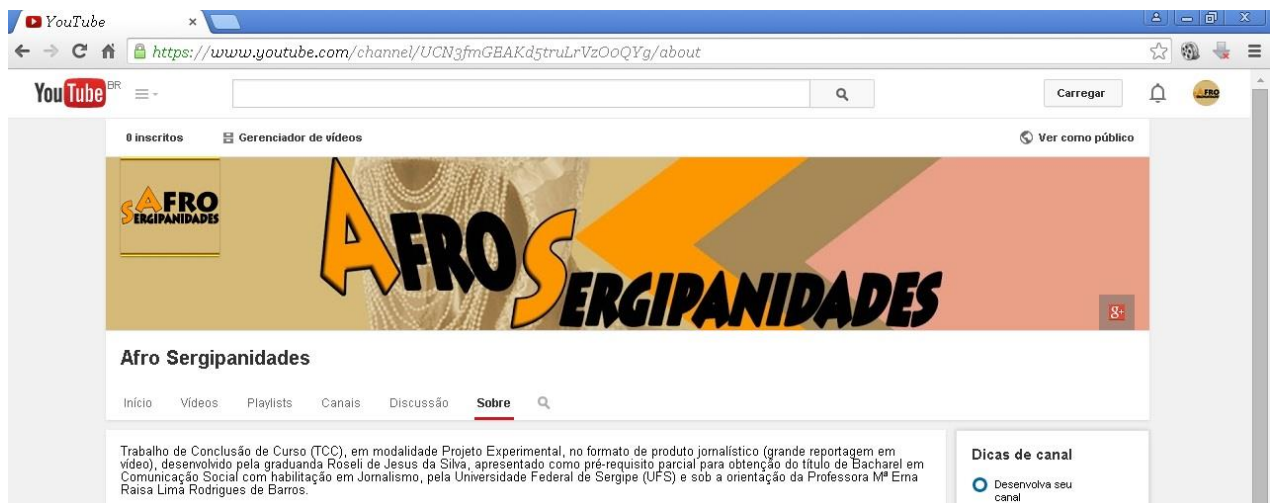 YouTube
https://www.youtube.com/channel/UCN3fmGEAKd5truLrVzO0QYg/about
YouTube BR
Carregar
AFRO
0 inscritos
Gerenciador de vídeos
Ver como público
AFRO
SERGIPANIDADES
AFRO SERGIPANIDADES
g+
Afro Sergipanidades
Início Vídeos Playlists Canais Discussão Sobre
Trabalho de Conclusão de Curso (TCC), em modalidade Projeto Experimental, no formato de produto jornalístico (grande reportagem em
vídeo), desenvolvido pela graduanda Roseli de Jesus da Silva, apresentado como pré-requisito parcial para obtenção do título de Bacharel em
Comunicação Social com habilitação em Jornalismo, pela Universidade Federal de Sergipe (UFS) e sob a orientação da Professora Mª Erna
Raisa Lima Rodrigues de Barros.
Dicas de canal
Desenvolva seu
canal